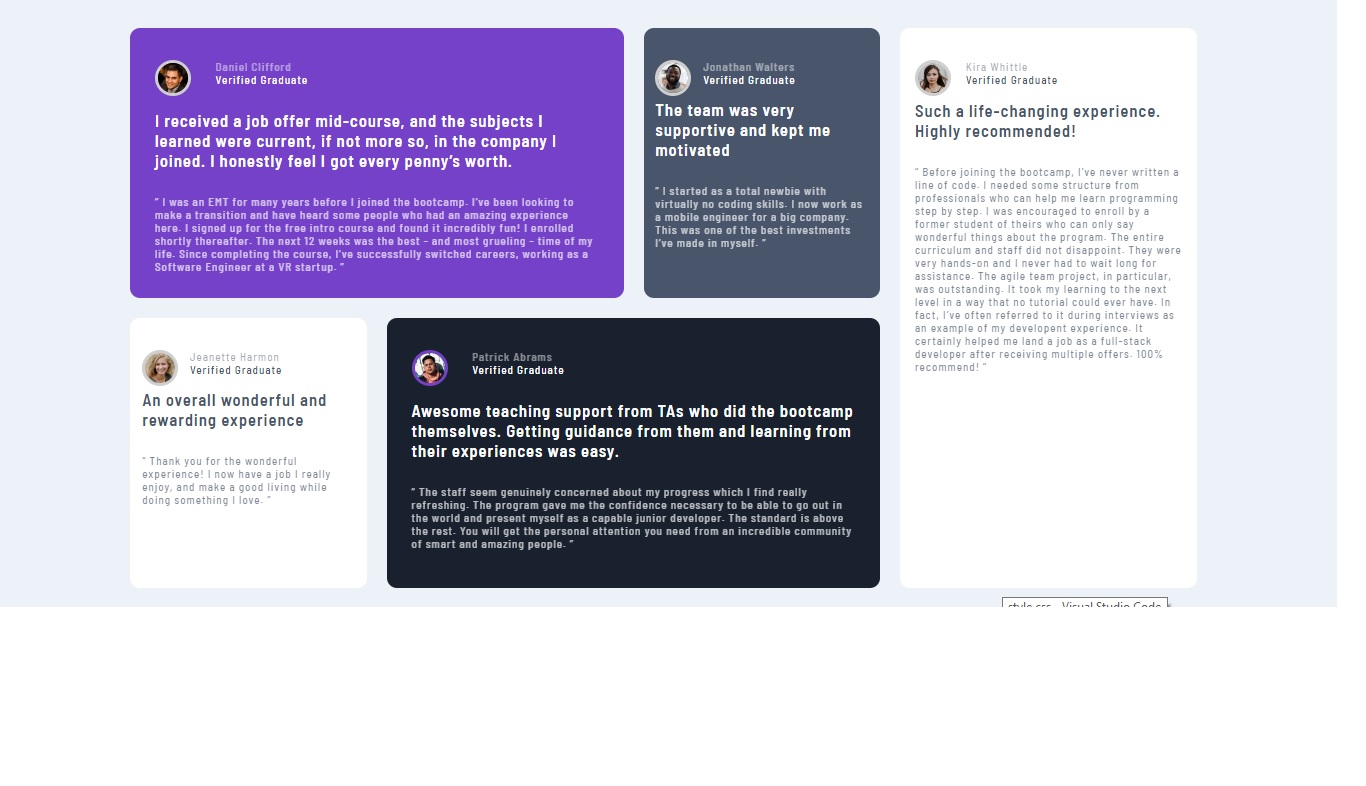 Daniel Clifford
Verified Graduate
I received a job offer mid-course, and the subjects I
learned were current, if not more so, in the company I
joined. I honestly feel I got every penny’s worth.
“ I was an EMT for many years before I joined the bootcamp. I’ve been looking to
make a transition and have heard some people who had an amazing experience
here. I signed up for the free intro course and found it incredibly fun! I enrolled
shortly thereafter. The next 12 weeks was the best – and most grueling – time of my
life. Since completing the course, I’ve successfully switched careers, working as a
Software Engineer at a VR startup. ”
Jonathan Walters
Verified Graduate
The team was very
supportive and kept me
motivated
“ I started as a total newbie with
virtually no coding skills. I now work as
a mobile engineer for a big company.
This was one of the best investments
I’ve made in myself. ”
Kira Whittle
Verified Graduate
Such a life-changing experience.
Highly recommended!
“ Before joining the bootcamp, I’ve never written a
line of code. I needed some structure from
professionals who can help me learn programming
step by step. I was encouraged to enroll by a
former student of theirs who can only say
wonderful things about the program. The entire
curriculum and staff did not disappoint. They were
very hands-on and I never had to wait long for
assistance. The agile team project, in particular,
was outstanding. It took my learning to the next
level in a way that no tutorial could ever have. In
fact, I’ve often referred to it during interviews as
an example of my developent experience. It
certainly helped me land a job as a full-stack
developer after receiving multiple offers. 100%
recommend! ”
Jeanette Harmon
Verified Graduate
An overall wonderful and
rewarding experience
“ Thank you for the wonderful
experience! I now have a job I really
enjoy, and make a good living while
doing something I love. ”
Patrick Abrams
Verified Graduate
Awesome teaching support from TAs who did the bootcamp
themselves. Getting guidance from them and learning from
their experiences was easy.
“ The staff seem genuinely concerned about my progress which I find really
refreshing. The program gave me the confidence necessary to be able to go out in
the world and present myself as a capable junior developer. The standard is above
the rest. You will get the personal attention you need from an incredible community
of smart and amazing people. ”
style.css - Visual Studio Code